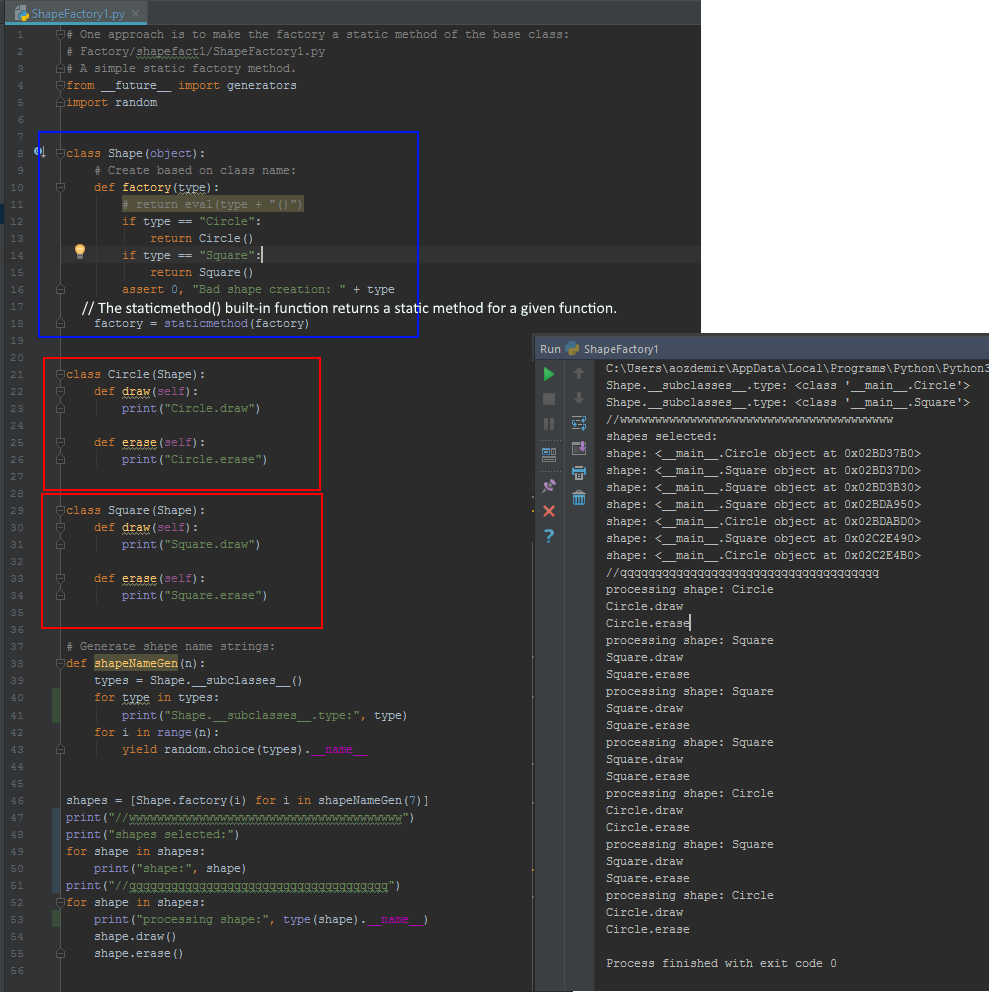 ShapeFactory1.py
1 # One approach is to make the factory a static method of the base class:
2 # Factory/shapefact1/ShapeFactory1.py
3 # A simple static factory method.
4 from __future__ import generators
5 import random
6
7
8 class Shape(object):
9 # Create based on class name:
10 def factory(type):
11 # return eval(type + "()")
12 if type == "Circle":
13 return Circle()
14 if type == "Square":
15 return Square()
16 assert 0, "Bad shape creation: " + type
17 // The staticmethod() built-in function returns a static method for a given function.
18 factory = staticmethod(factory)
19
20
21 class Circle(Shape):
22 def draw(self):
23 print("Circle.draw")
24
25 def erase(self):
26 print("Circle.erase")
27
28
29 class Square(Shape):
30 def draw(self):
31 print("Square.draw")
32
33 def erase(self):
34 print("Square.erase")
35
36
37 # Generate shape name strings:
38 def shapeNameGen(n):
39 types = Shape.__subclasses__()
40 for type in types:
41 print("Shape.__subclasses__.type:", type)
42 for i in range(n):
43 yield random.choice(types).__name__
44
45
46 shapes = [Shape.factory(i) for i in shapeNameGen(7)]
47 print("//wwwwwwwwwwwwwwwwwwwwwwwwwwwwwwwwwwwwwww")
48 print("shapes selected:")
49 for shape in shapes:
50 print("shape:", shape)
51 print("//qqqqqqqqqqqqqqqqqqqqqqqqqqqqqqqqqqqqq")
52 for shape in shapes:
53 print("processing shape:", type(shape).__name__)
54 shape.draw()
55 shape.erase()
56
Run ShapeFactory1
C:\Users\aozdemir\AppData\Local\Programs\Python\Python3
Shape.__subclasses__.type: <class '__main__.Circle'>
Shape.__subclasses__.type: <class '__main__.Square'>
//wwwwwwwwwwwwwwwwwwwwwwwwwwwwwwwwwwwwwww
shapes selected:
shape: <__main__.Circle object at 0x02BD37B0>
shape: <__main__.Square object at 0x02BD37D0>
shape: <__main__.Square object at 0x02BD3B30>
shape: <__main__.Square object at 0x02BDA950>
shape: <__main__.Circle object at 0x02BDABD0>
shape: <__main__.Square object at 0x02C2E490>
shape: <__main__.Circle object at 0x02C2E4B0>
//qqqqqqqqqqqqqqqqqqqqqqqqqqqqqqqqqqqqq
processing shape: Circle
Circle.draw
Circle.erase
processing shape: Square
Square.draw
Square.erase
processing shape: Square
Square.draw
Square.erase
processing shape: Square
Square.draw
Square.erase
processing shape: Circle
Circle.draw
Circle.erase
processing shape: Square
Square.draw
Square.erase
processing shape: Circle
Circle.draw
Circle.erase
Process finished with exit code 0